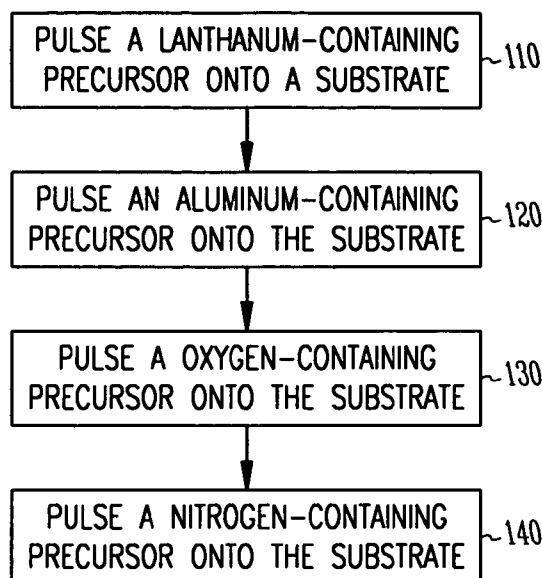 PULSE A LANTHANUM-CONTAINING
PRECURSOR ONTO A SUBSTRATE
110
PULSE AN ALUMINUM-CONTAINING
PRECURSOR ONTO THE SUBSTRATE
120
PULSE A OXYGEN-CONTAINING
PRECURSOR ONTO THE SUBSTRATE
130
PULSE A NITROGEN-CONTAINING
PRECURSOR ONTO THE SUBSTRATE
140